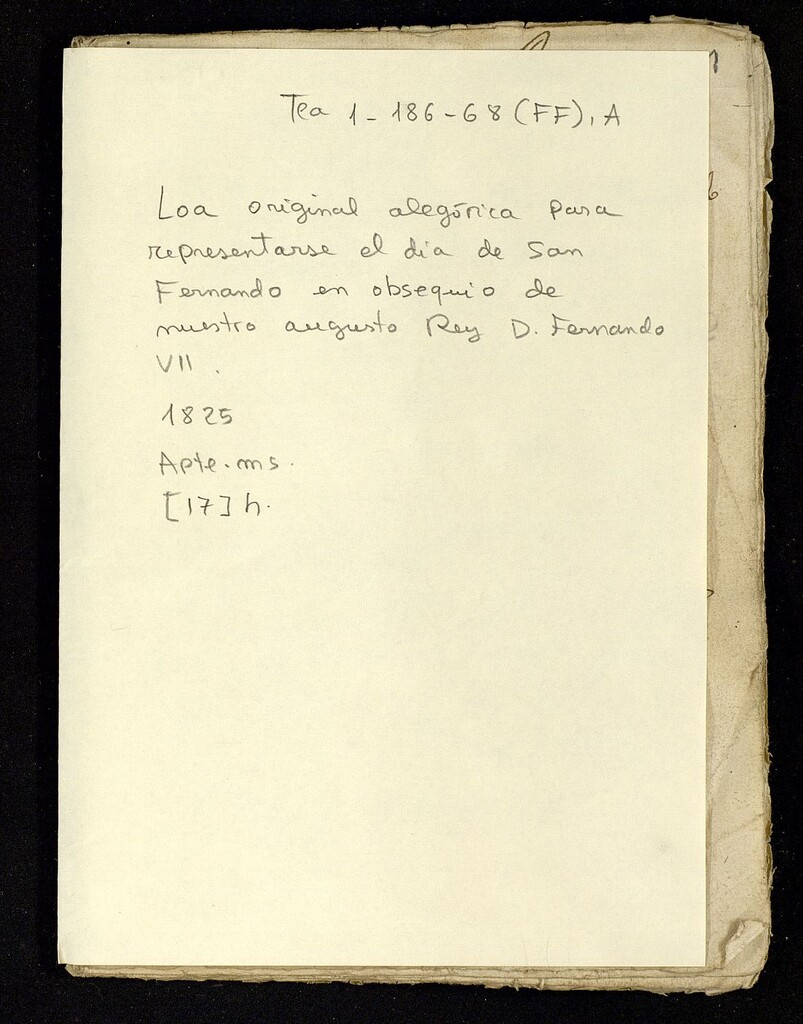 Tea 1-186-68 (FF), A
Loa original alegórica para
representarse el dia de San
Fernando en obsequio de
nuestro augusto Rey D. Fernando
VII.
1825
Apte. ms.
[17] h.